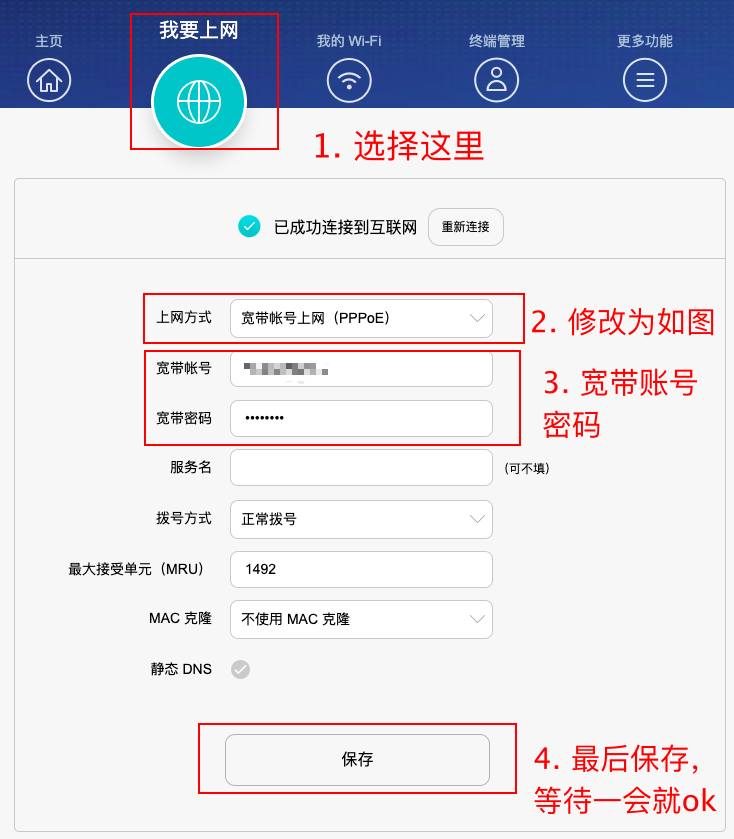 主页
我要上网
我的 Wi-Fi
终端管理
更多功能
1. 选择这里
已成功连接到互联网
重新连接
上网方式
宽带帐号上网（PPPoE）
2. 修改为如图
宽带帐号
3. 宽带账号
密码
宽带密码
••••••••
服务名
(可不填)
拨号方式
正常拨号
最大接受单元（MRU）
1492
MAC 克隆
不使用 MAC 克隆
静态 DNS
保存
4. 最后保存，
等待一会就ok